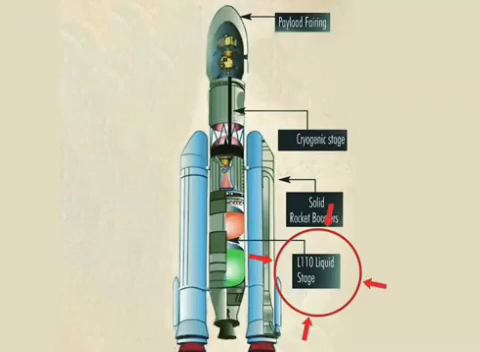 Payload Fairing
Cryogenic stage
Solid
Rocket Boosters
L110 Liquid
Stage